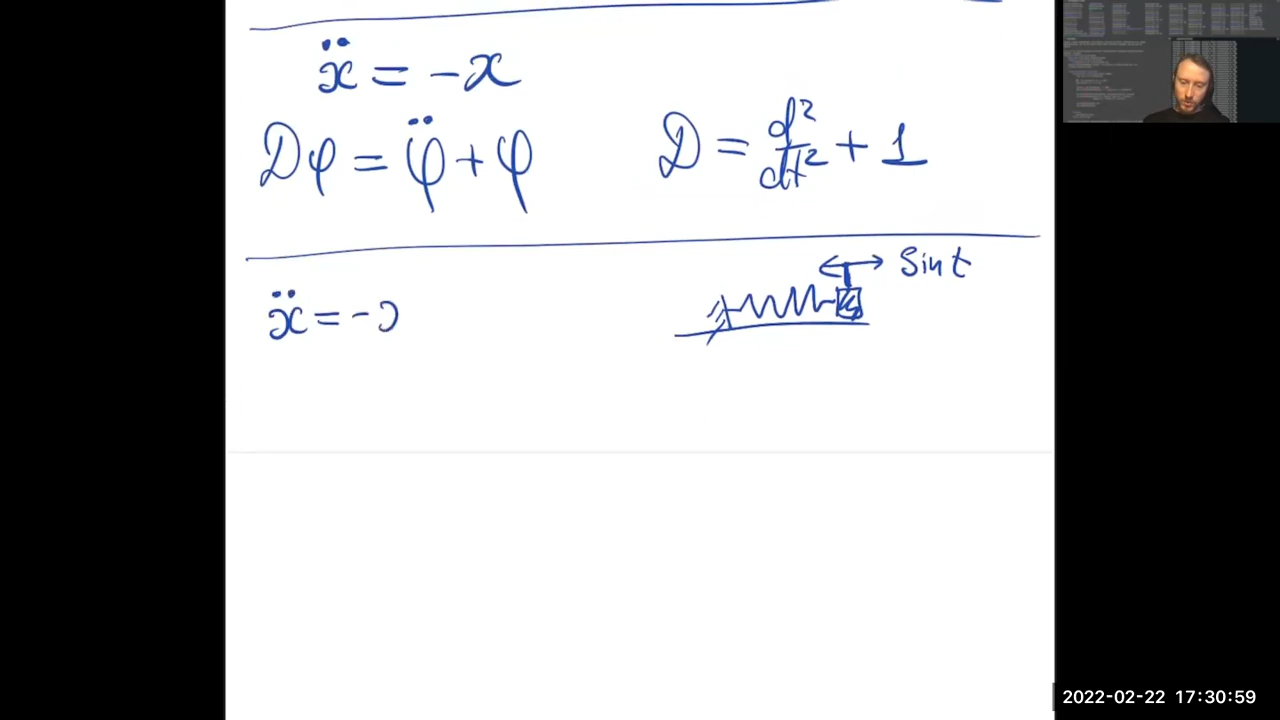 ẍ = -x
Dφ = φ̈ + φ
D = d²/dt² + 1
Sin t
ẍ = -
2022-02-22 17:30:59